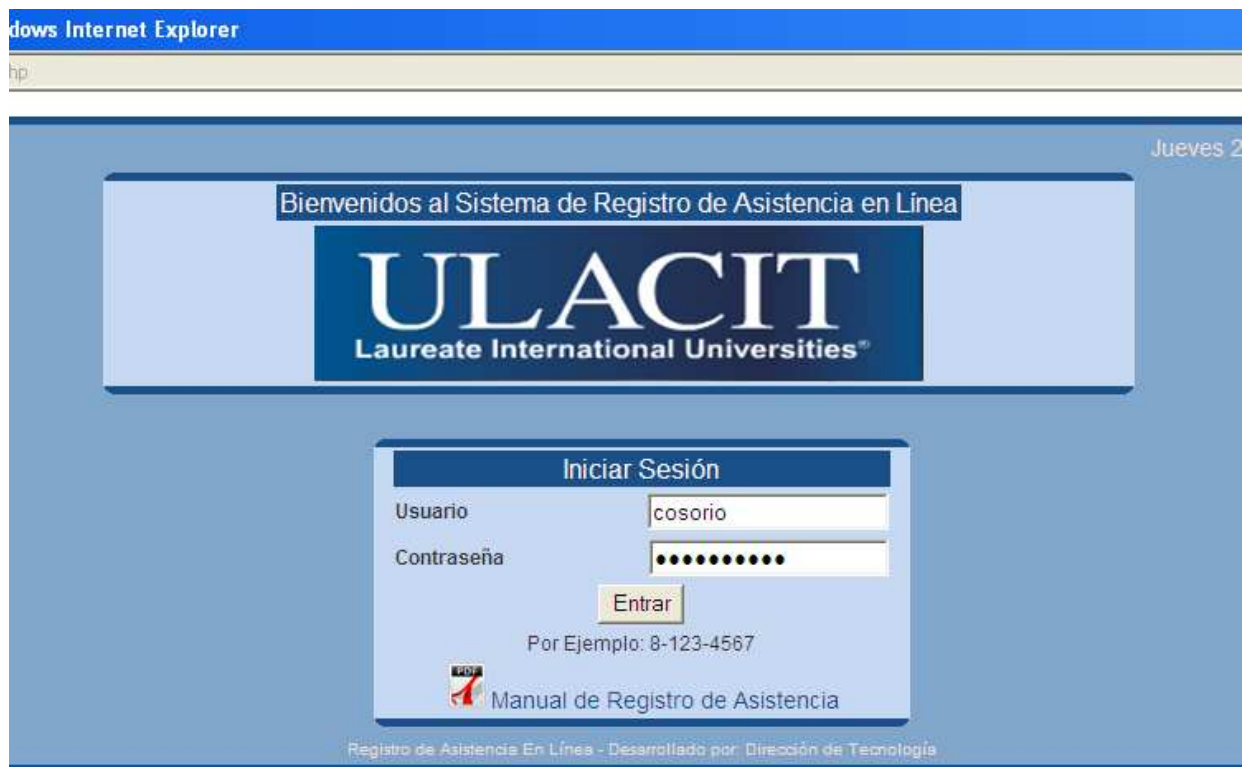 dows Internet Explorer
hp
Jueves 2
Bienvenidos al Sistema de Registro de Asistencia en Línea
ULACIT
Laureate International Universities®
Iniciar Sesión
Usuario cosorio
Contraseña ●●●●●●●●●●
Entrar
Por Ejemplo: 8-123-4567
PDF
Manual de Registro de Asistencia
Registro de Asistencia En Línea - Desarrollado por: Dirección de Tecnología